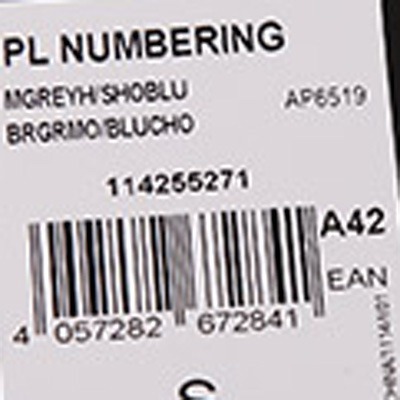 PL NUMBERING
MGREYH/SHOBLU
AP6519
BRGRMO/BLUCHO
114255271
A42
EAN
4 057282 672841
S